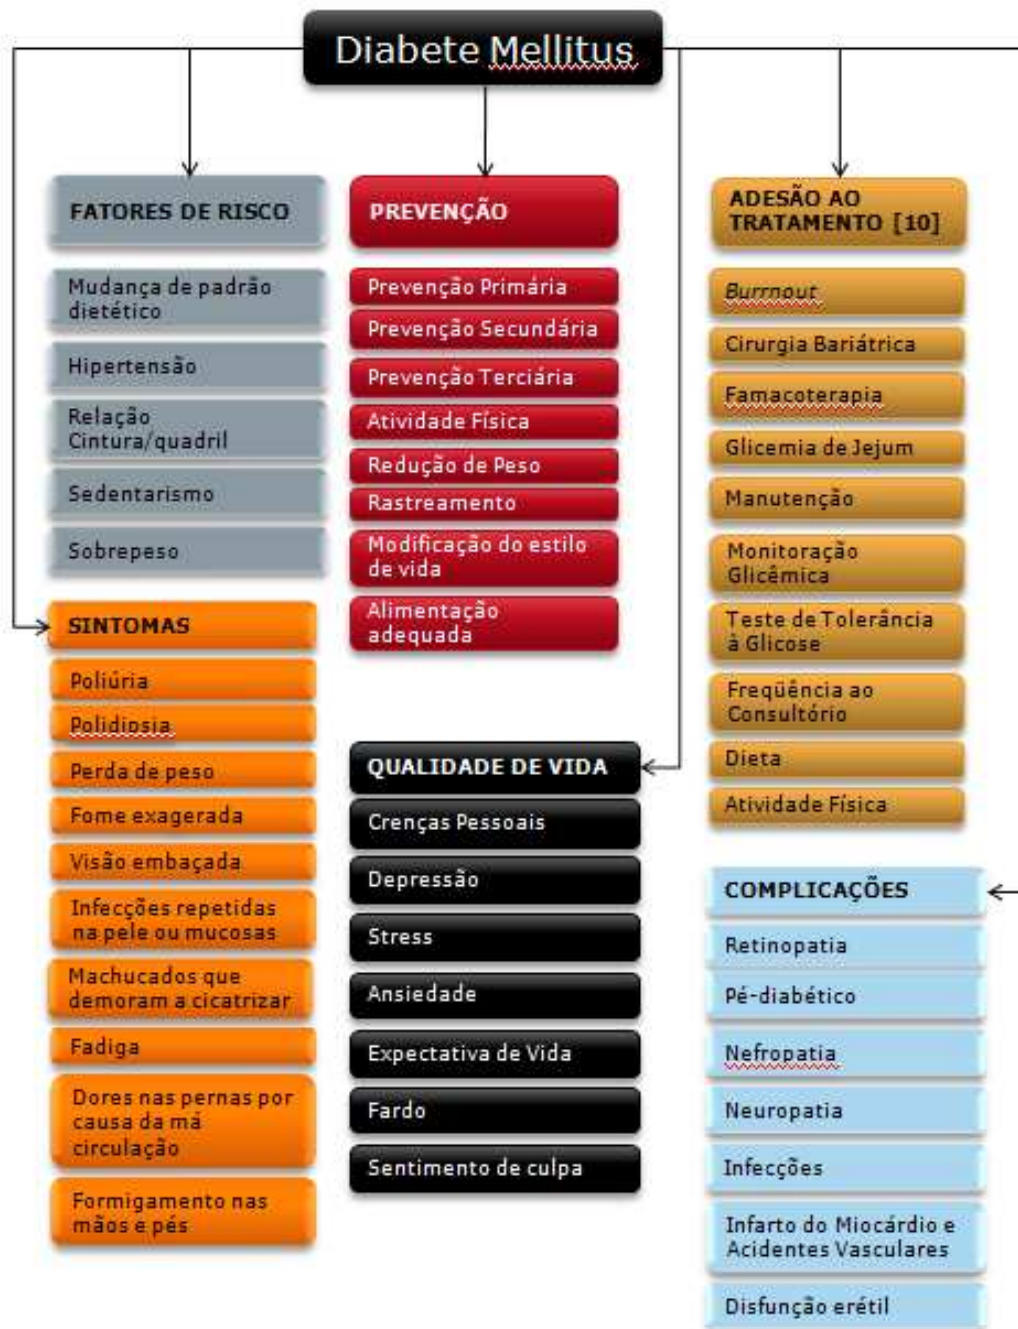 Diabete Mellitus
FATORES DE RISCO
Mudança de padrão
dietético
Hipertensão
Relação
Cintura/quadril
Sedentarismo
Sobrepeso
SINTOMAS
Poliúria
Polidipsia
Perda de peso
Fome exagerada
Visão embaçada
Infecções repetidas
na pele ou mucosas
Machucados que
demoram a cicatrizar
Fadiga
Dores nas pernas por
causa da má
circulação
Formigamento nas
mãos e pés
PREVENÇÃO
Prevenção Primária
Prevenção Secundária
Prevenção Terciária
Atividade Física
Redução de Peso
Rastreamento
Modificação do estilo
de vida
Alimentação
adequada
QUALIDADE DE VIDA
Crenças Pessoais
Depressão
Stress
Ansiedade
Expectativa de Vida
Fardo
Sentimento de culpa
ADESÃO AO
TRATAMENTO [10]
Burrnout
Cirurgia Bariátrica
Famacoterapia
Glicemia de Jejum
Manutenção
Monitoração
Glicêmica
Teste de Tolerância
à Glicose
Freqüência ao
Consultório
Dieta
Atividade Física
COMPLICAÇÕES
Retinopatia
Pé-diabético
Nefropatia
Neuropatia
Infecções
Infarto do Miocárdio e
Acidentes Vasculares
Disfunção erétil